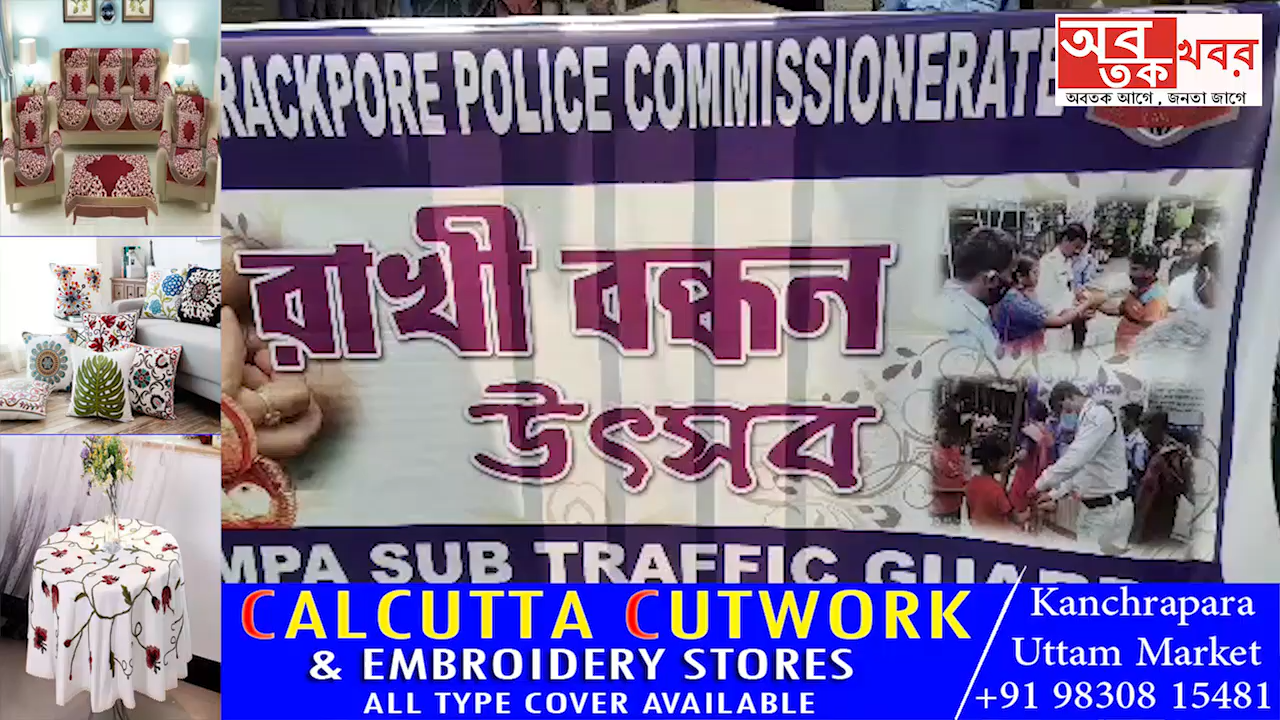 অব
তক
খবর
অবতক আগে , জনতা জাগে
RACKPORE POLICE COMMISSIONERATE
রাখী বন্ধন
উৎসব
MPA SUB TRAFFIC GUARD
CALCUTTA CUTWORK
& EMBROIDERY STORES
ALL TYPE COVER AVAILABLE
Kanchrapara
Uttam Market
+91 98308 15481